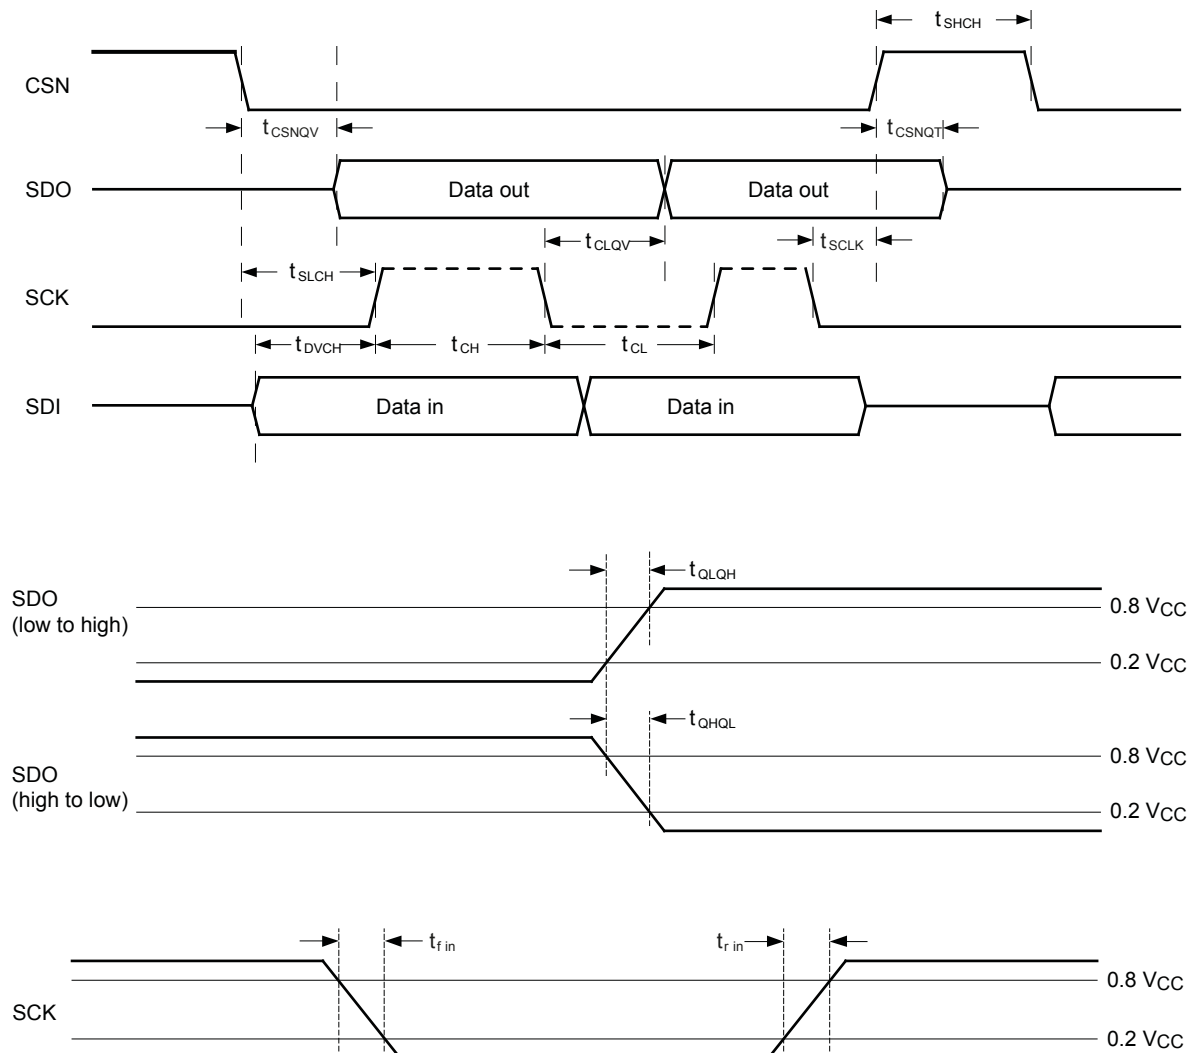 tSHCH
CSN
tCSNQV
tCSNQT
SDO
Data out
Data out
tCLQV
tSCLK
tSLCH
SCK
tDVCH
tCH
tCL
SDI
Data in
Data in
tQLQH
SDO
(low to high)
0.8 VCC
0.2 VCC
tQHQL
SDO
(high to low)
0.8 VCC
0.2 VCC
tf in
tr in
SCK
0.8 VCC
0.2 VCC